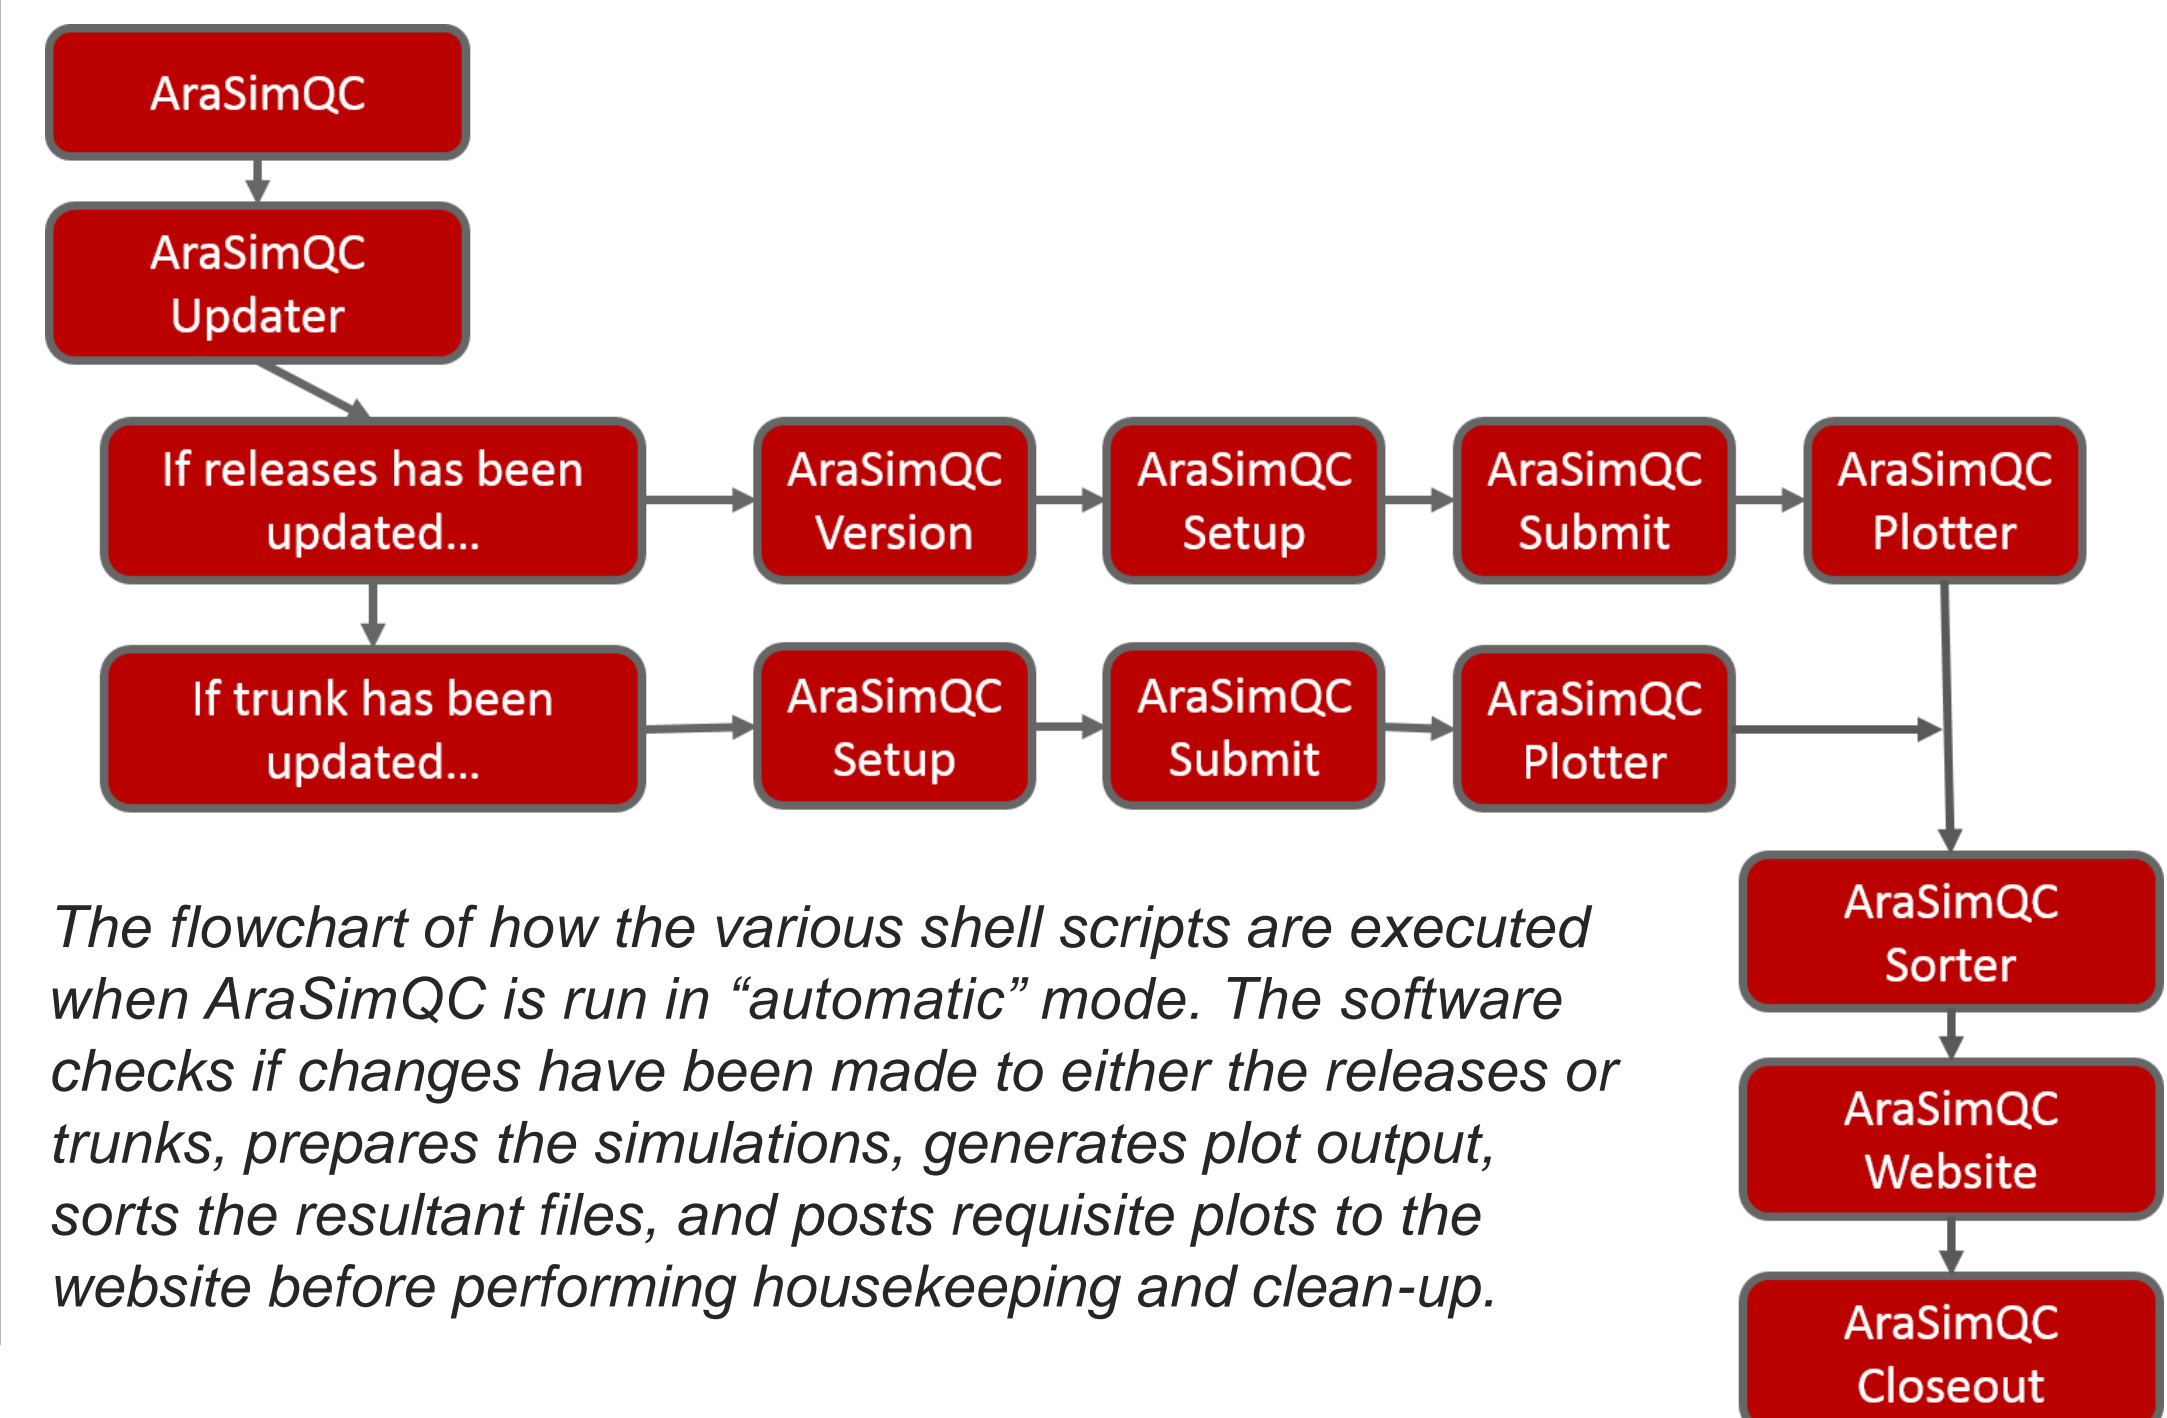 AraSimQC
AraSimQC
Updater
If releases has been
updated...
AraSimQC
Version
AraSimQC
Setup
AraSimQC
Submit
AraSimQC
Plotter
If trunk has been
updated...
AraSimQC
Setup
AraSimQC
Submit
AraSimQC
Plotter
AraSimQC
Sorter
AraSimQC
Website
AraSimQC
Closeout
The flowchart of how the various shell scripts are executed
when AraSimQC is run in “automatic” mode. The software
checks if changes have been made to either the releases or
trunks, prepares the simulations, generates plot output,
sorts the resultant files, and posts requisite plots to the
website before performing housekeeping and clean-up.